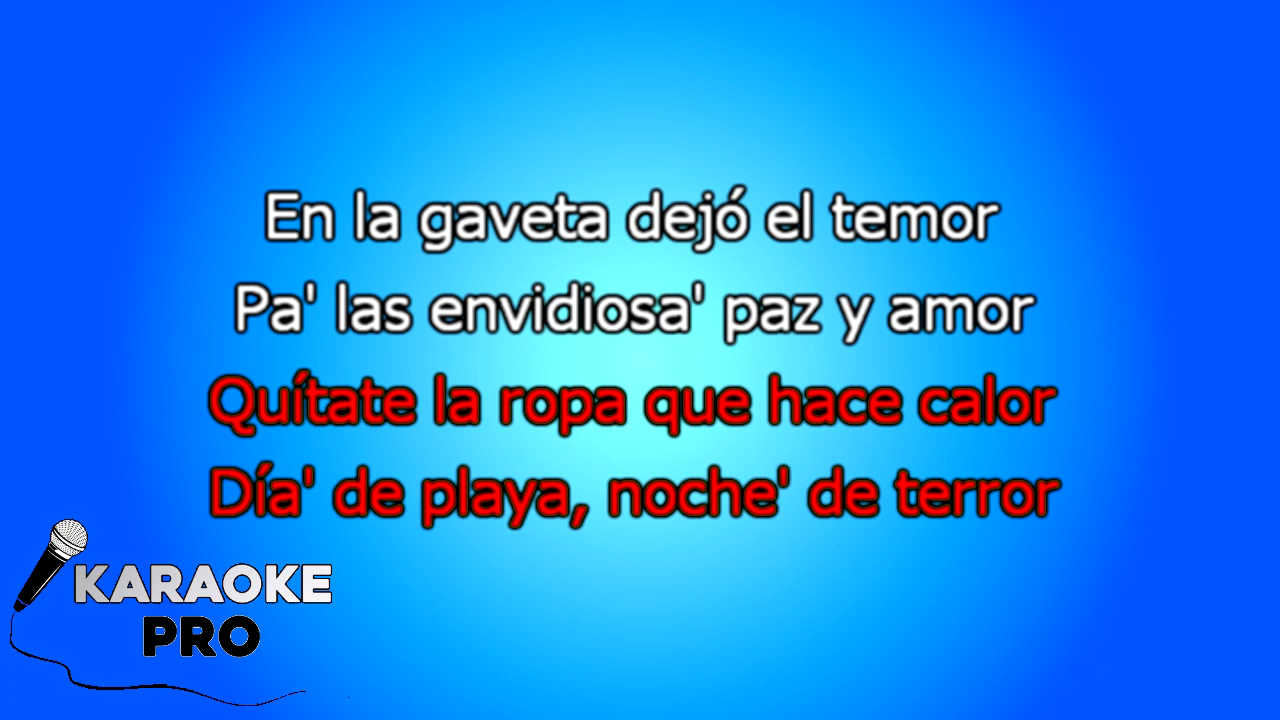 En la gaveta dejó el temor
Pa' las envidiosa' paz y amor
Quítate la ropa que hace calor
Día' de playa, noche' de terror
KARAOKE
PRO